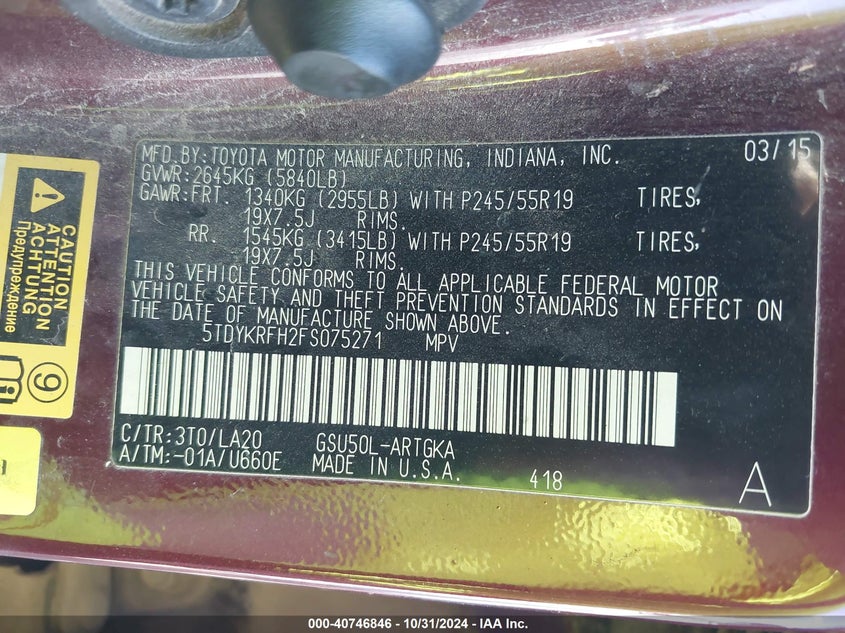 MFD.BY:TOYOTA MOTOR MANUFACTURING, INDIANA, INC. 03/15
GVWR:2645KG (5840LB)
GAWR:FRT. 1340KG (2955LB) WITH P245/55R19 TIRES,
19X7.5J RIMS.
RR. 1545KG (3415LB) WITH P245/55R19 TIRES,
19X7.5J RIMS.
THIS VEHICLE CONFORMS TO ALL APPLICABLE FEDERAL MOTOR
VEHICLE SAFETY AND THEFT PREVENTION STANDARDS IN EFFECT ON
THE DATE OF MANUFACTURE SHOWN ABOVE.
5TDYKRFH2FS075271 MPV
C/TR:3T0/LA20 GSU50L-ARTGKA
A/TM:-01A/U660E MADE IN U.S.A. 418 A
CAUTION
ATTENTION
ACHTUNG
Предупреждение
9
000-40746846 - 10/31/2024 - IAA Inc.